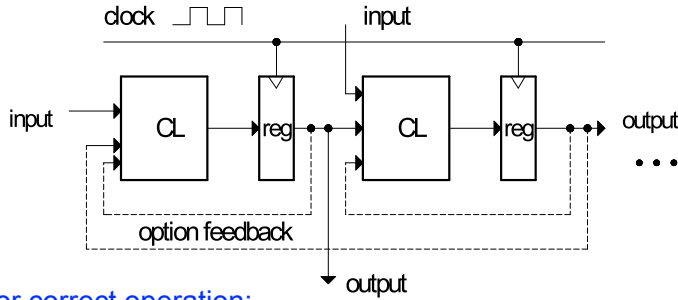 clock
input
input
CL
reg
CL
reg
output
option feedback
output
or correct operation: